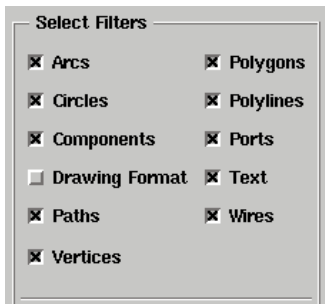 Select Filters
Arcs Polygons
Circles Polylines
Components Ports
Drawing Format Text
Paths Wires
Vertices